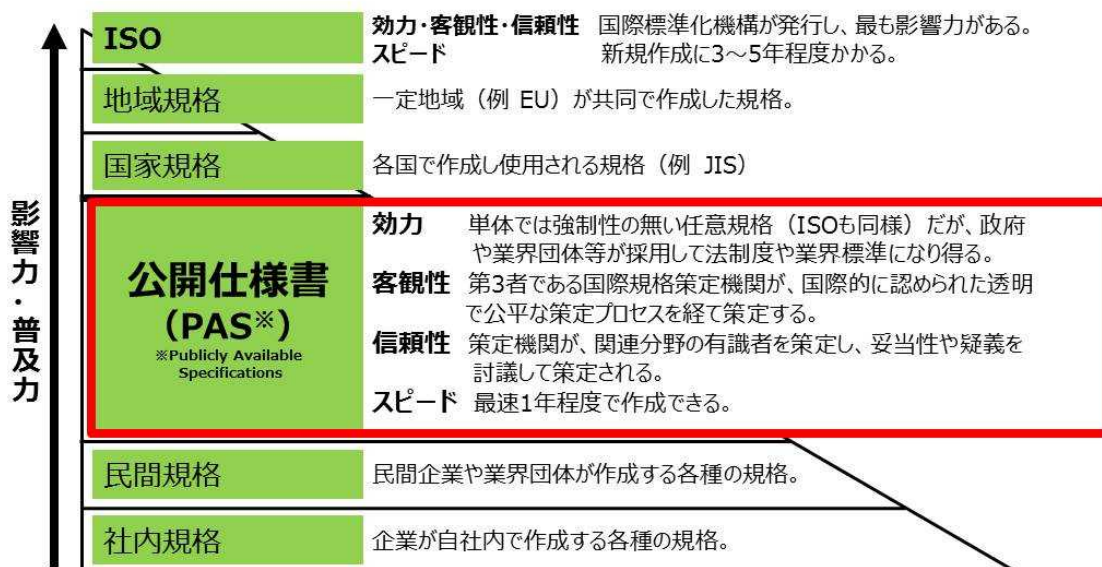 影響力・普及力
ISO
効力・客観性・信頼性 国際標準化機構が発行し、最も影響力がある。
スピード 新規作成に3～5年程度かかる。
地域規格
一定地域（例 EU）が共同で作成した規格。
国家規格
各国で作成し使用される規格（例 JIS）
公開仕様書
（PAS※）
※Publicly Available
Specifications
効力 単体では強制性の無い任意規格（ISOも同様）だが、政府
や業界団体等が採用して法制度や業界標準になり得る。
客観性 第3者である国際規格策定機関が、国際的に認められた透明
で公平な策定プロセスを経て策定する。
信頼性 策定機関が、関連分野の有識者を策定し、妥当性や疑義を
討議して策定される。
スピード 最速1年程度で作成できる。
民間規格
民間企業や業界団体が作成する各種の規格。
社内規格
企業が自社内で作成する各種の規格。